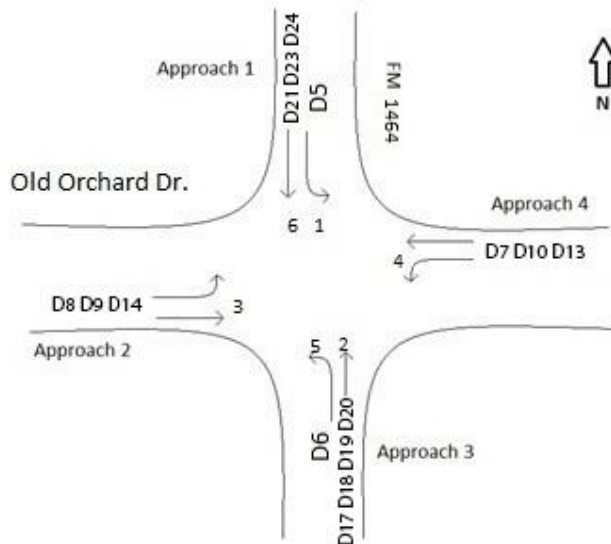 Approach 1
D21 D23 D24
D5
FM 1464
N
Old Orchard Dr.
Approach 4
6 1
D7 D10 D13
4
D8 D9 D14
3
Approach 2
5 2
D6
D17 D18 D19 D20
Approach 3